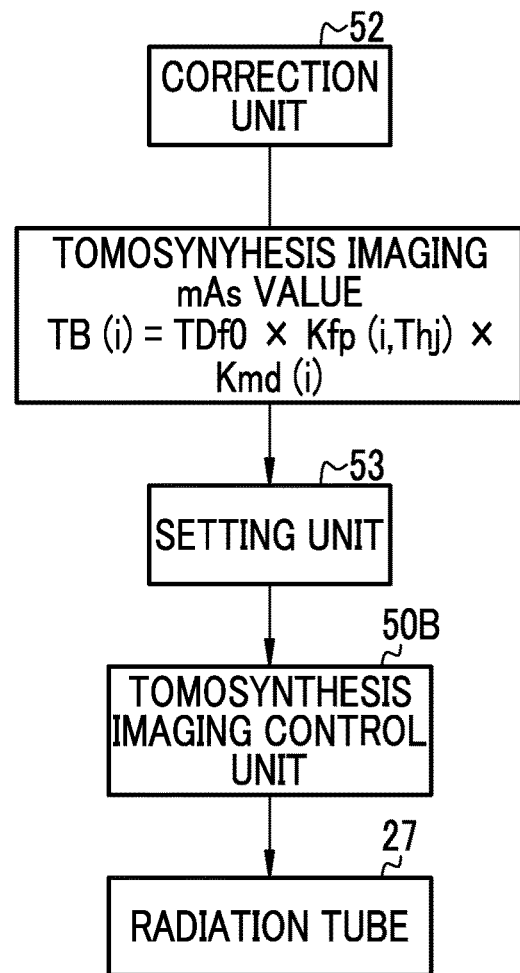 52
CORRECTION
UNIT
TOMOSYNYHESIS IMAGING
mAs VALUE
TB (i) = TDf0 × Kfp (i,Thj) ×
Kmd (i)
53
SETTING UNIT
50B
TOMOSYNTHESIS
IMAGING CONTROL
UNIT
27
RADIATION TUBE